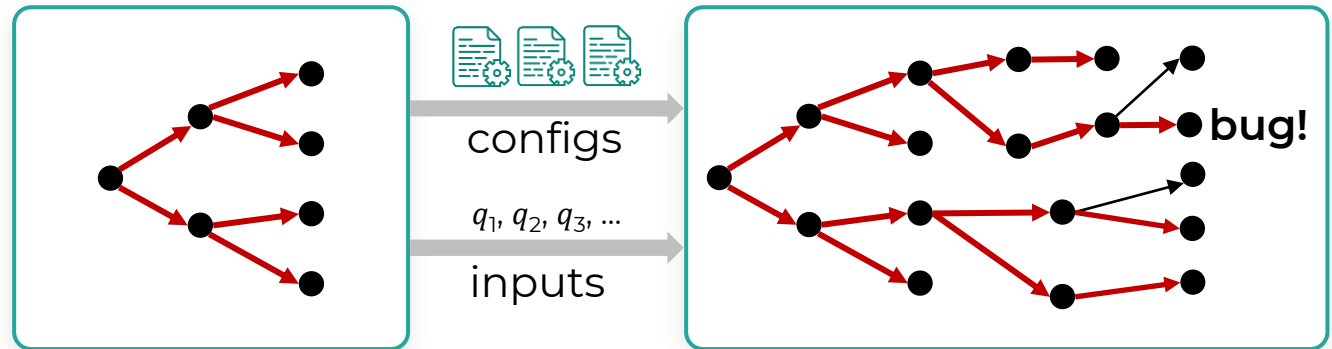 configs
q₁, q₂, q₃, ...
inputs
bug!